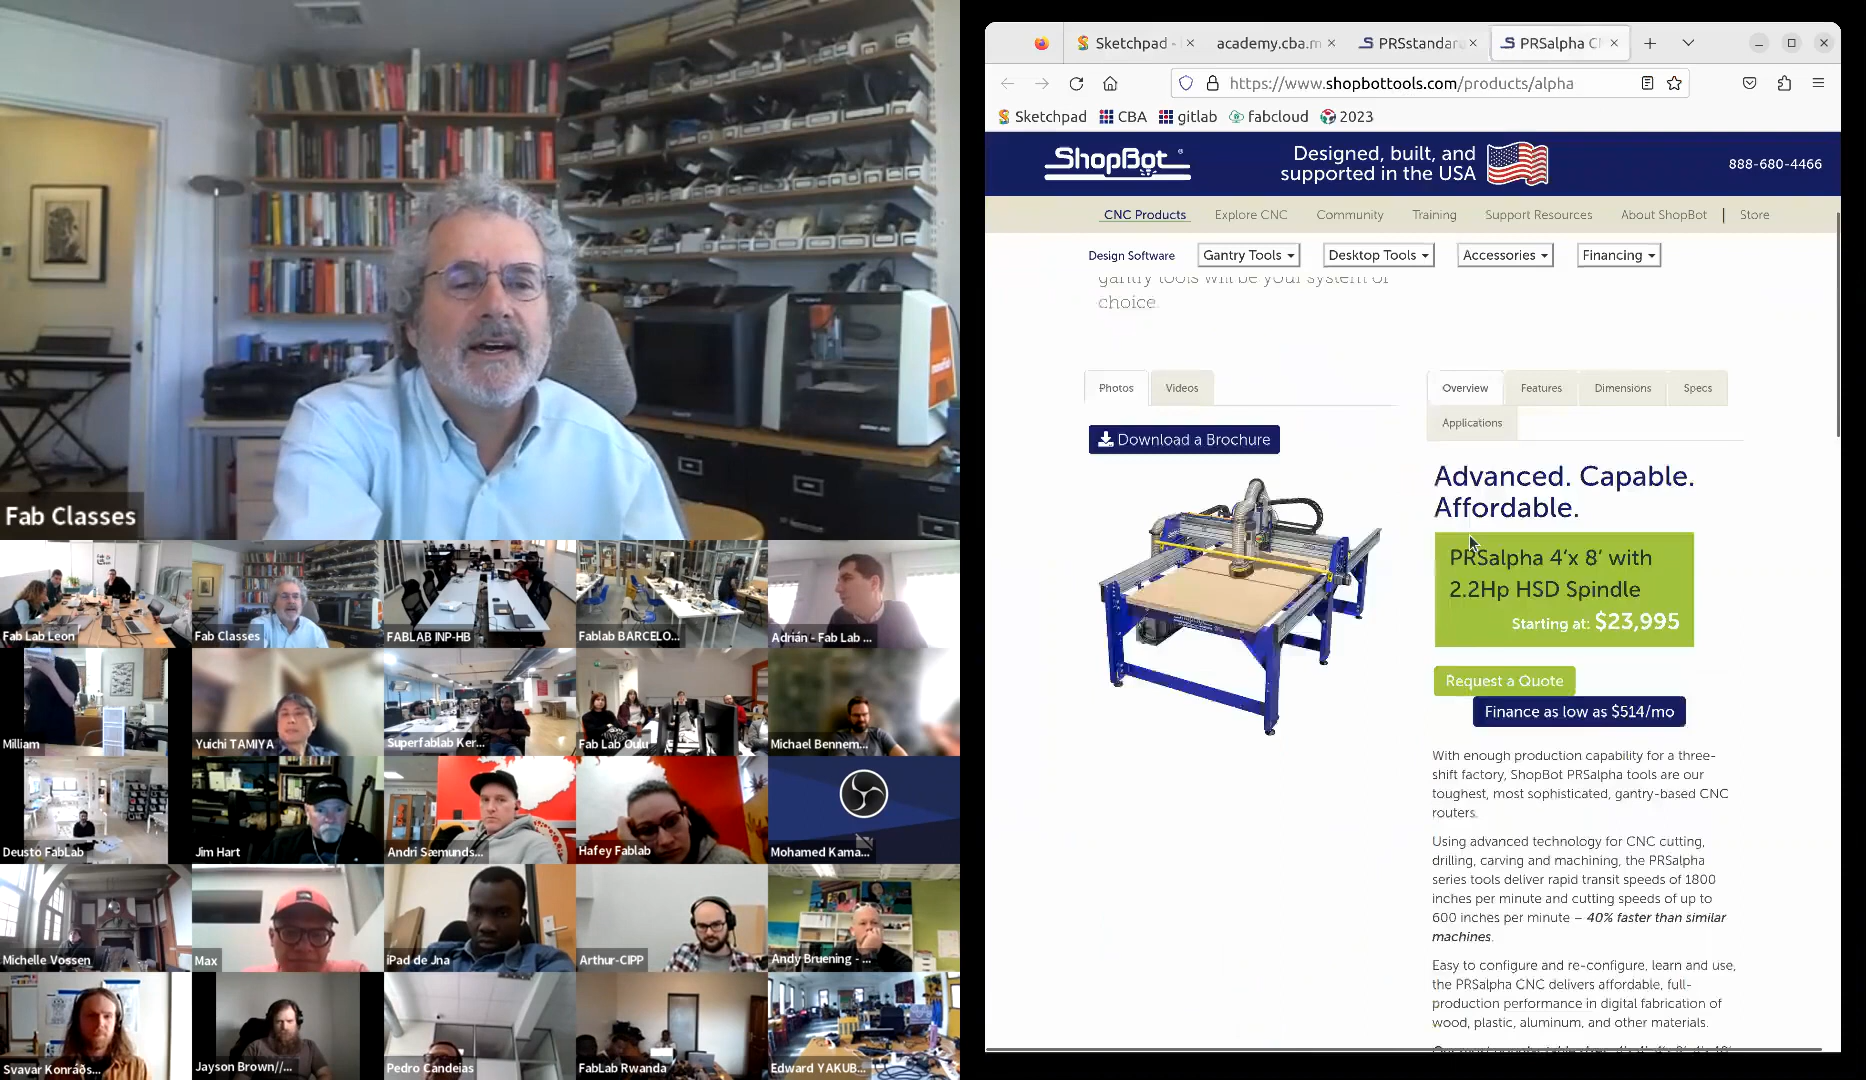 Fab Classes
Fab Lab Leon
Fab Classes
FABLAB INP-HB
Fablab BARCELO...
Adrián - Fab Lab ...
Milliam
Yuichi TAMIYA
Superfablab Ker...
Fab Lab Oulu
Michael Bennem...
Deusto FabLab
Jim Hart
Andri Sæmunds...
Hafey Fablab
Mohamed Kama...
Michelle Vossen
Max
iPad de Jna
Arthur-CIPP
Andy Bruening - ...
Svavar Konráðs...
Jayson Brown//...
Pedro Candeias
FabLab Rwanda
Edward YAKUB...
Sketchpad -
academy.cba.m
PRSstandar
PRSalpha C
https://www.shopbottools.com/products/alpha
Sketchpad CBA gitlab fabcloud 2023
ShopBot
Designed, built, and
supported in the USA
888-680-4466
CNC Products Explore CNC Community Training Support Resources About ShopBot | Store
Design Software Gantry Tools Desktop Tools Accessories Financing
gantry tools will be your system of
choice.
Photos Videos
Download a Brochure
Overview Features Dimensions Specs
Applications
Advanced. Capable.
Affordable.
PRSalpha 4'x 8' with
2.2Hp HSD Spindle
Starting at: $23,995
Request a Quote
Finance as low as $514/mo
With enough production capability for a three-
shift factory, ShopBot PRSalpha tools are our
toughest, most sophisticated, gantry-based CNC
routers.
Using advanced technology for CNC cutting,
drilling, carving and machining, the PRSalpha
series tools deliver rapid transit speeds of 1800
inches per minute and cutting speeds of up to
600 inches per minute – 40% faster than similar
machines.
Easy to configure and re-configure, learn and use,
the PRSalpha CNC delivers affordable, full-
production performance in digital fabrication of
wood, plastic, aluminum, and other materials.